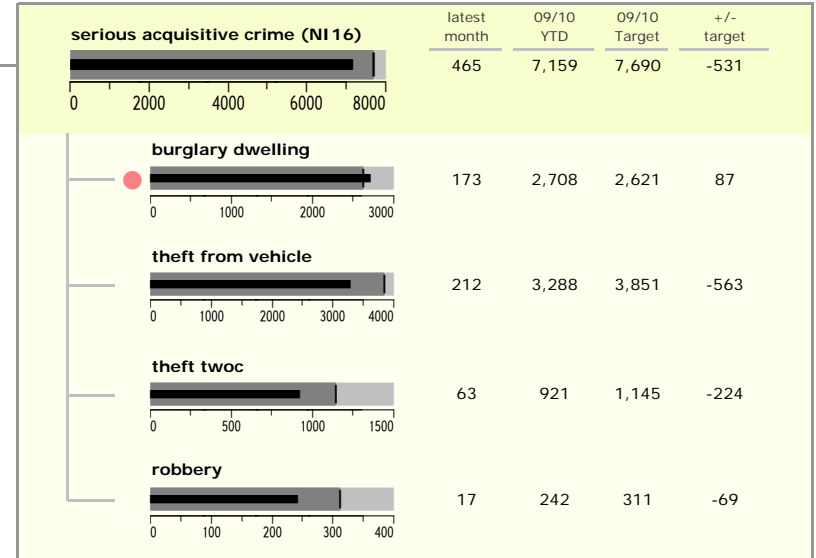 latest 09/10 09/10 +/-
serious acquisitive crime (NI16) month YTD Target target
465 7,159 7,690 -531
0 2000 4000 6000 8000
burglary dwelling
173 2,708 2,621 87
0 1000 2000 3000
theft from vehicle
212 3,288 3,851 -563
0 1000 2000 3000 4000
theft twoc
63 921 1,145 -224
0 500 1000 1500
robbery
17 242 311 -69
0 100 200 300 400